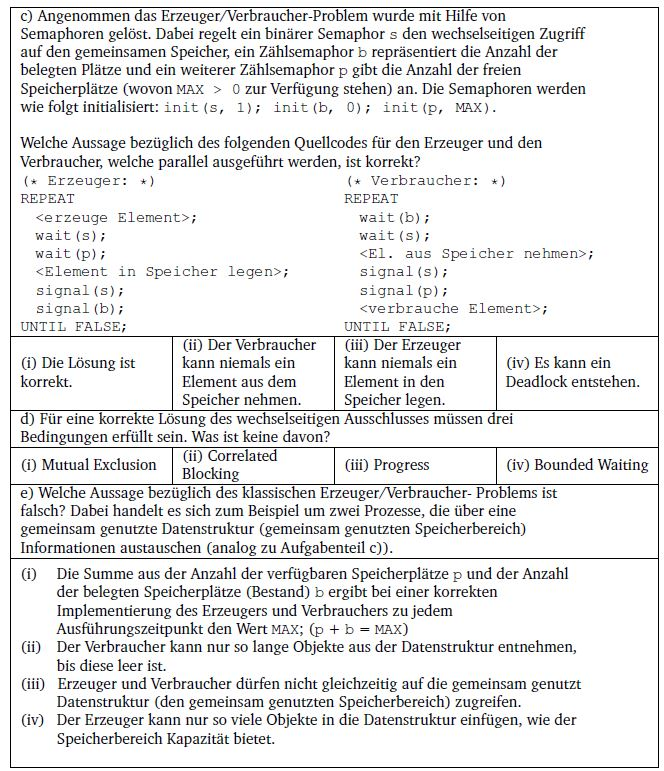 c) Angenommen das Erzeuger/Verbraucher-Problem wurde mit Hilfe von
Semaphoren gelöst. Dabei regelt ein binärer Semaphor s den wechselseitigen Zugriff
auf den gemeinsamen Speicher, ein Zählsemaphor b repräsentiert die Anzahl der
belegten Plätze und ein weiterer Zählsemaphor p gibt die Anzahl der freien
Speicherplätze (wovon MAX > 0 zur Verfügung stehen) an. Die Semaphoren werden
wie folgt initialisiert: init(s, 1); init(b, 0); init(p, MAX).
Welche Aussage bezüglich des folgenden Quellcodes für den Erzeuger und den
Verbraucher, welche parallel ausgeführt werden, ist korrekt?
(* Erzeuger: *)
REPEAT
<erzeuge Element>;
wait(s);
wait(p);
<Element in Speicher legen>;
signal(s);
signal(b);
UNTIL FALSE;
(* Verbraucher: *)
REPEAT
wait(b);
wait(s);
<El. aus Speicher nehmen>;
signal(s);
signal(p);
<verbrauche Element>;
UNTIL FALSE;
(i) Die Lösung ist
korrekt.
(ii) Der Verbraucher
kann niemals ein
Element aus dem
Speicher nehmen.
(iii) Der Erzeuger
kann niemals ein
Element in den
Speicher legen.
(iv) Es kann ein
Deadlock entstehen.
d) Für eine korrekte Lösung des wechselseitigen Ausschlusses müssen drei
Bedingungen erfüllt sein. Was ist keine davon?
(i) Mutual Exclusion
(ii) Correlated
Blocking
(iii) Progress
(iv) Bounded Waiting
e) Welche Aussage bezüglich des klassischen Erzeuger/Verbraucher- Problems ist
falsch? Dabei handelt es sich zum Beispiel um zwei Prozesse, die über eine
gemeinsam genutzte Datenstruktur (gemeinsam genutzten Speicherbereich)
Informationen austauschen (analog zu Aufgabenteil c)).
(i) Die Summe aus der Anzahl der verfügbaren Speicherplätze p und der Anzahl
der belegten Speicherplätze (Bestand) b ergibt bei einer korrekten
Implementierung des Erzeugers und Verbrauchers zu jedem
Ausführungszeitpunkt den Wert MAX; (p + b = MAX)
(ii) Der Verbraucher kann nur so lange Objekte aus der Datenstruktur entnehmen,
bis diese leer ist.
(iii) Erzeuger und Verbraucher dürfen nicht gleichzeitig auf die gemeinsam genutzt
Datenstruktur (den gemeinsam genutzten Speicherbereich) zugreifen.
(iv) Der Erzeuger kann nur so viele Objekte in die Datenstruktur einfügen, wie der
Speicherbereich Kapazität bietet.